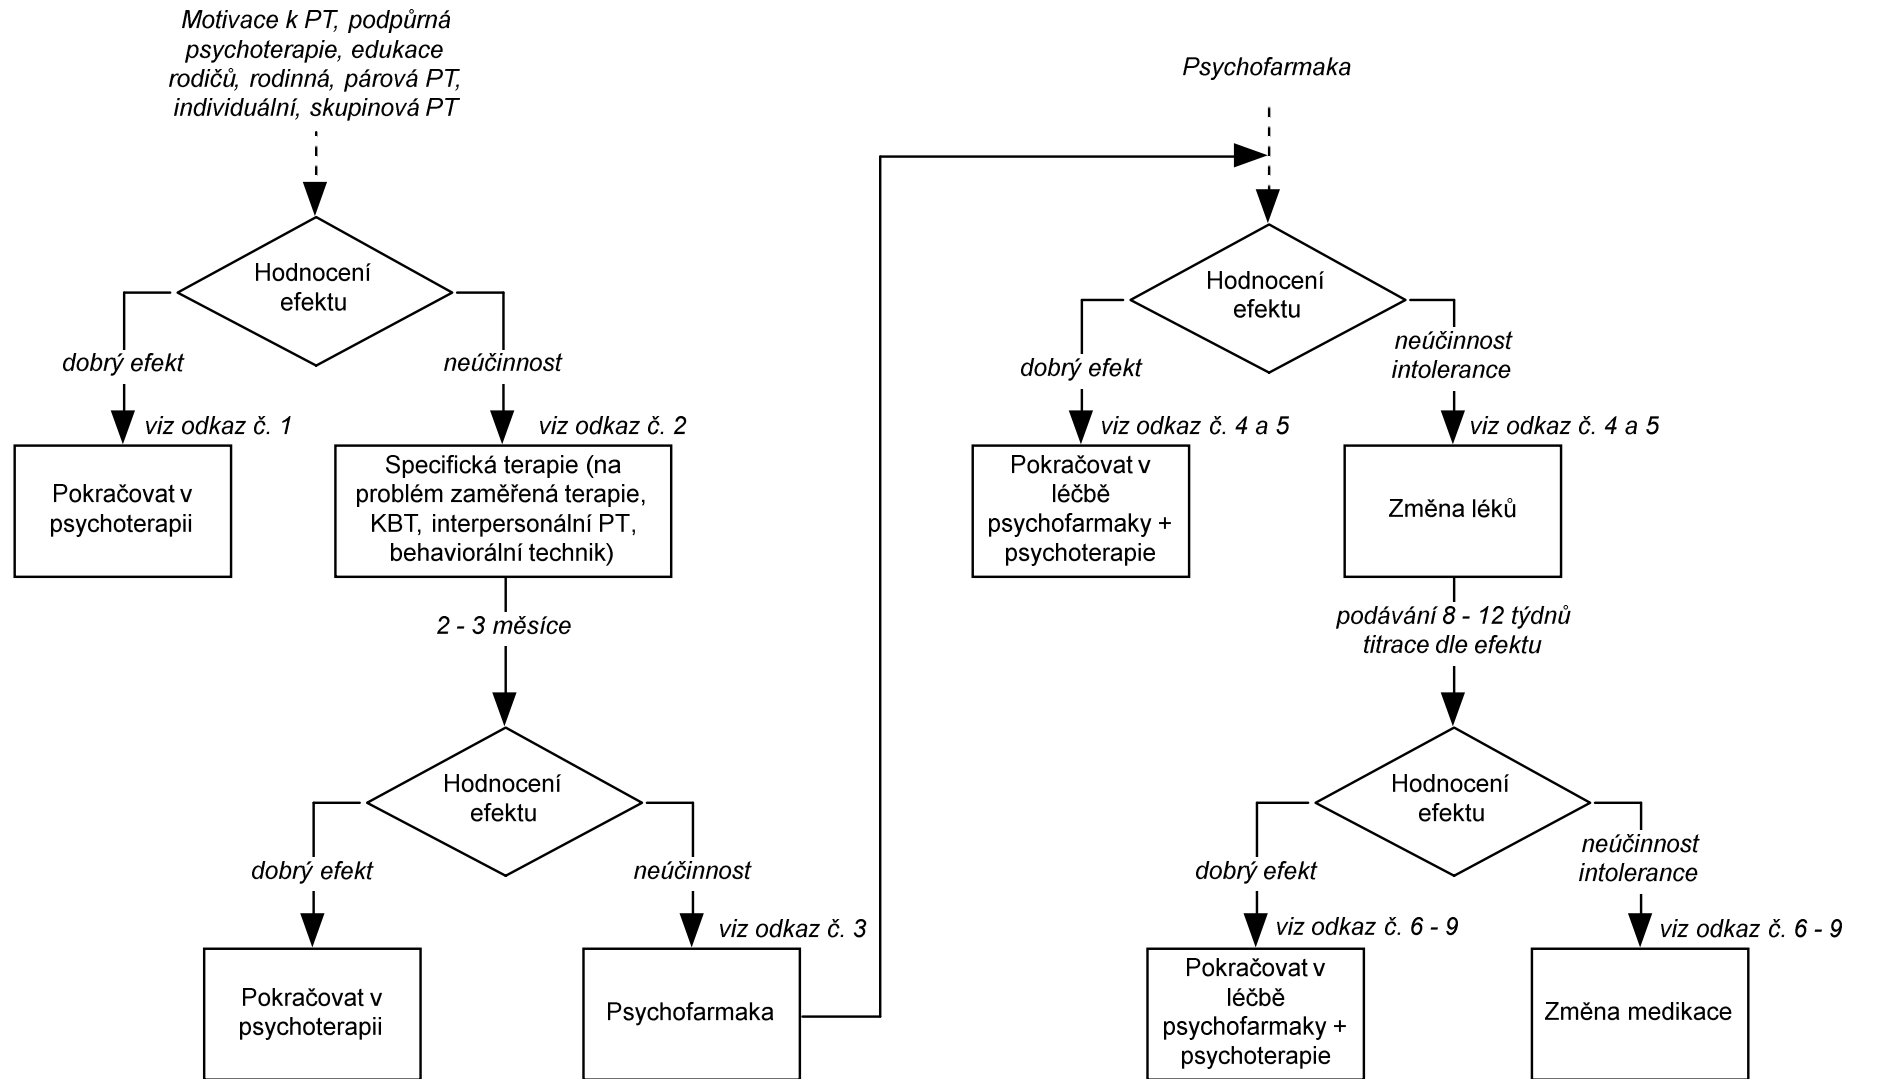 Motivace k PT, podpůrná
psychoterapie, edukace
rodičů, rodinná, párová PT,
individuální, skupinová PT
Hodnocení
efektu
dobrý efekt
neúčinnost
viz odkaz č. 1
viz odkaz č. 2
Pokračovat v
psychoterapii
Specifická terapie (na
problém zaměřená terapie,
KBT, interpersonální PT,
behaviorální technik)
2 - 3 měsíce
Hodnocení
efektu
dobrý efekt
neúčinnost
viz odkaz č. 3
Pokračovat v
psychoterapii
Psychofarmaka
Psychofarmaka
Hodnocení
efektu
dobrý efekt
neúčinnost
intolerance
viz odkaz č. 4 a 5
viz odkaz č. 4 a 5
Pokračovat v
léčbě
psychofarmaky +
psychoterapie
Změna léků
podávání 8 - 12 týdnů
titrace dle efektu
Hodnocení
efektu
dobrý efekt
neúčinnost
intolerance
viz odkaz č. 6 - 9
viz odkaz č. 6 - 9
Pokračovat v
léčbě
psychofarmaky +
psychoterapie
Změna medikace